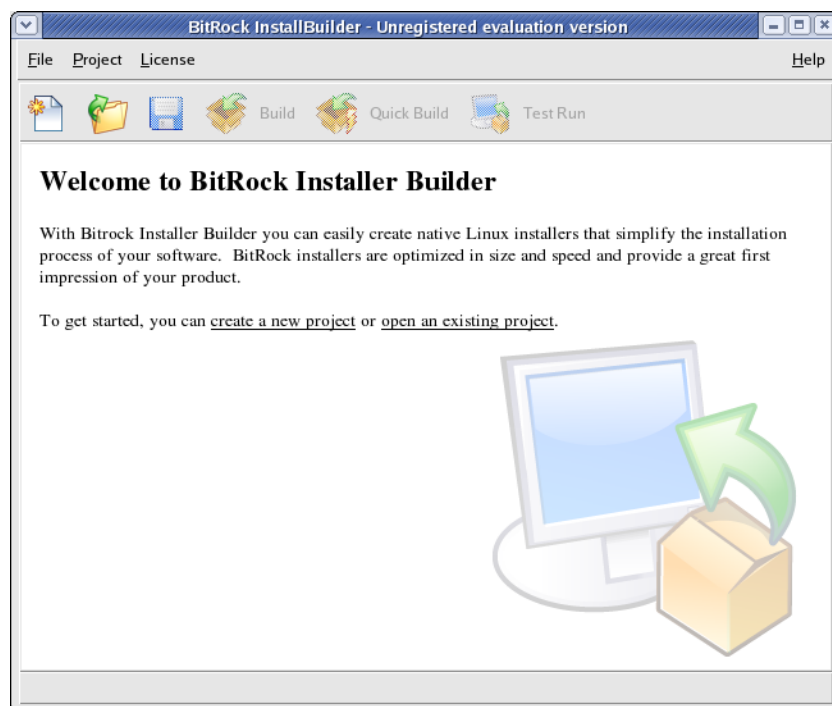 BitRock InstallBuilder - Unregistered evaluation version
File Project License Help
Build Quick Build Test Run
Welcome to BitRock Installer Builder
With Bitrock Installer Builder you can easily create native Linux installers that simplify the installation
process of your software.  BitRock installers are optimized in size and speed and provide a great first
impression of your product.
To get started, you can create a new project or open an existing project.